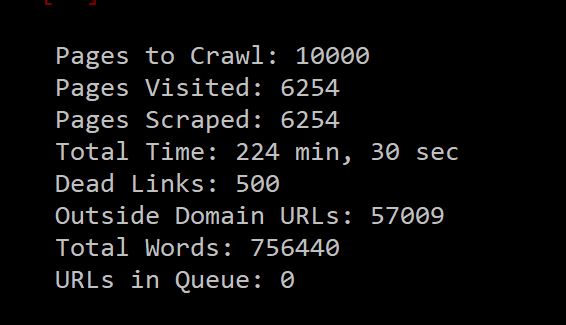 Pages to Crawl: 10000
Pages Visited: 6254
Pages Scraped: 6254
Total Time: 224 min, 30 sec
Dead Links: 500
Outside Domain URLs: 57009
Total Words: 756440
URLs in Queue: 0